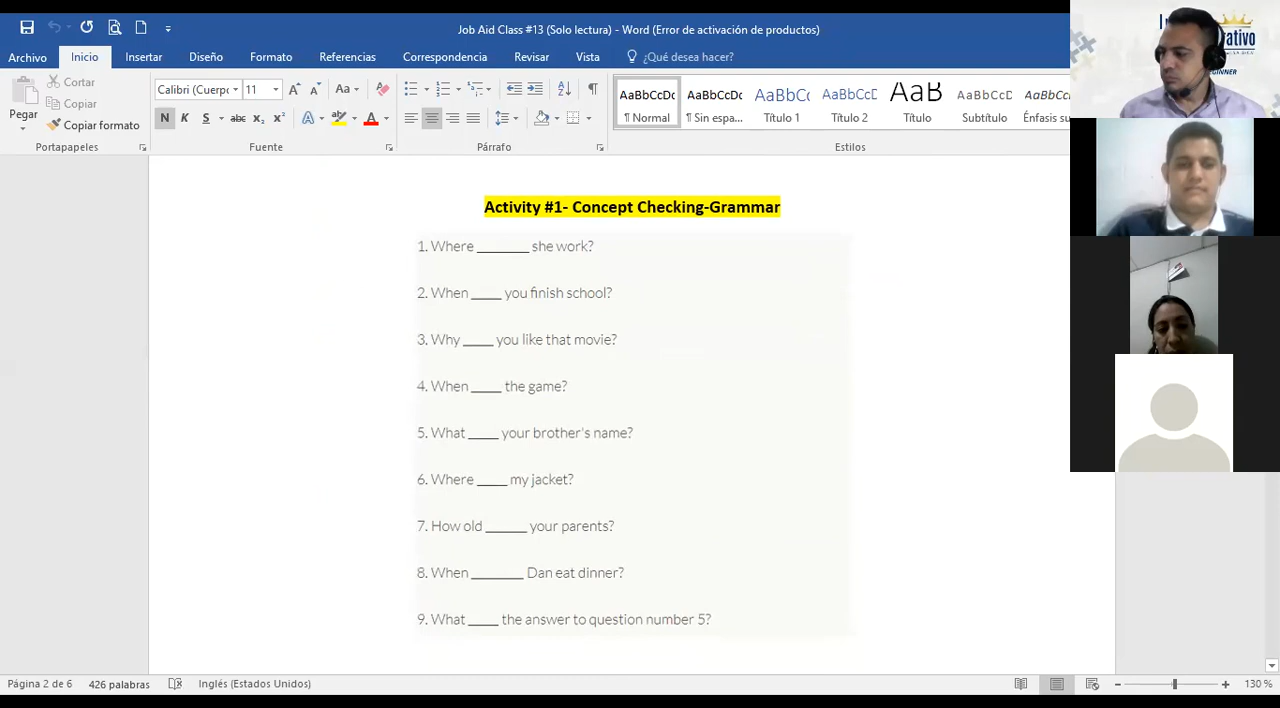 Job Aid Class #13 (Solo lectura) - Word (Error de activación de productos)
Archivo Inicio Insertar Diseño Formato Referencias Correspondencia Revisar Vista ¿Qué desea hacer?
Pegar
Cortar
Copiar
Copiar formato
Portapapeles
Calibri (Cuerpo 11
N K S abc
Fuente
Párrafo
AaBbCcDc AaBbCcDc AaBbCc AaBbCcD AaB AaBbCcD
¶ Normal ¶ Sin espa... Título 1 Título 2 Título Subtítulo Énfasis su
Estilos
Activity #1- Concept Checking-Grammar
1. Where ________ she work?
2. When _____ you finish school?
3. Why _____ you like that movie?
4. When _____ the game?
5. What _____ your brother's name?
6. Where _____ my jacket?
7. How old ______ your parents?
8. When ________ Dan eat dinner?
9. What _____ the answer to question number 5?
Página 2 de 6 426 palabras Inglés (Estados Unidos) 130 %